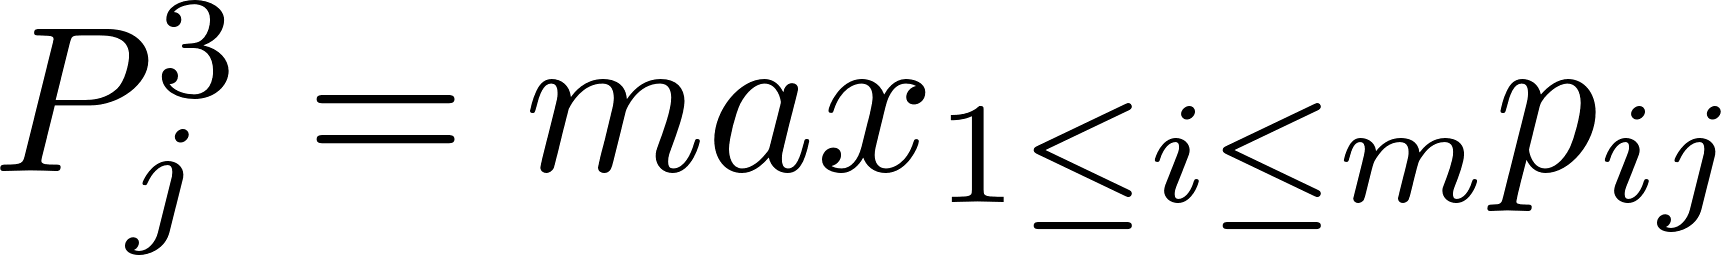 P_j^3 = max_{1≤i≤m} p_{ij}